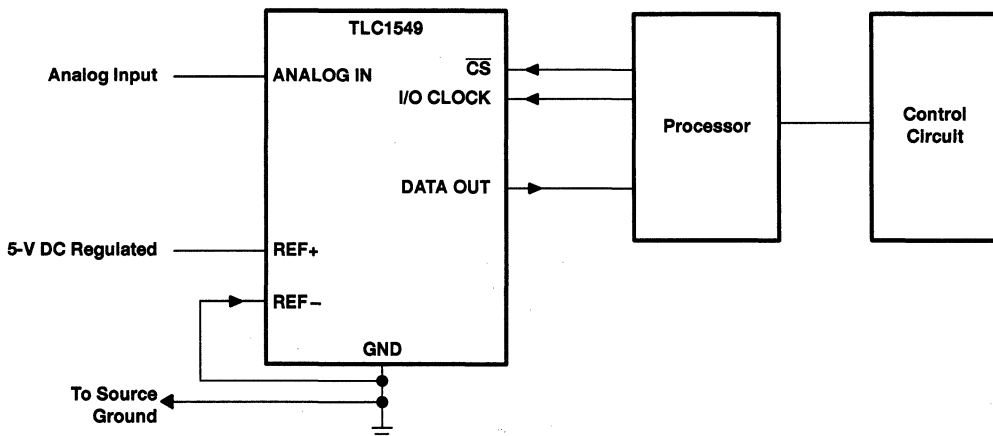 TLC1549
Analog Input
ANALOG IN
CS
I/O CLOCK
Processor
Control
Circuit
DATA OUT
5-V DC Regulated
REF+
REF−
GND
To Source
Ground